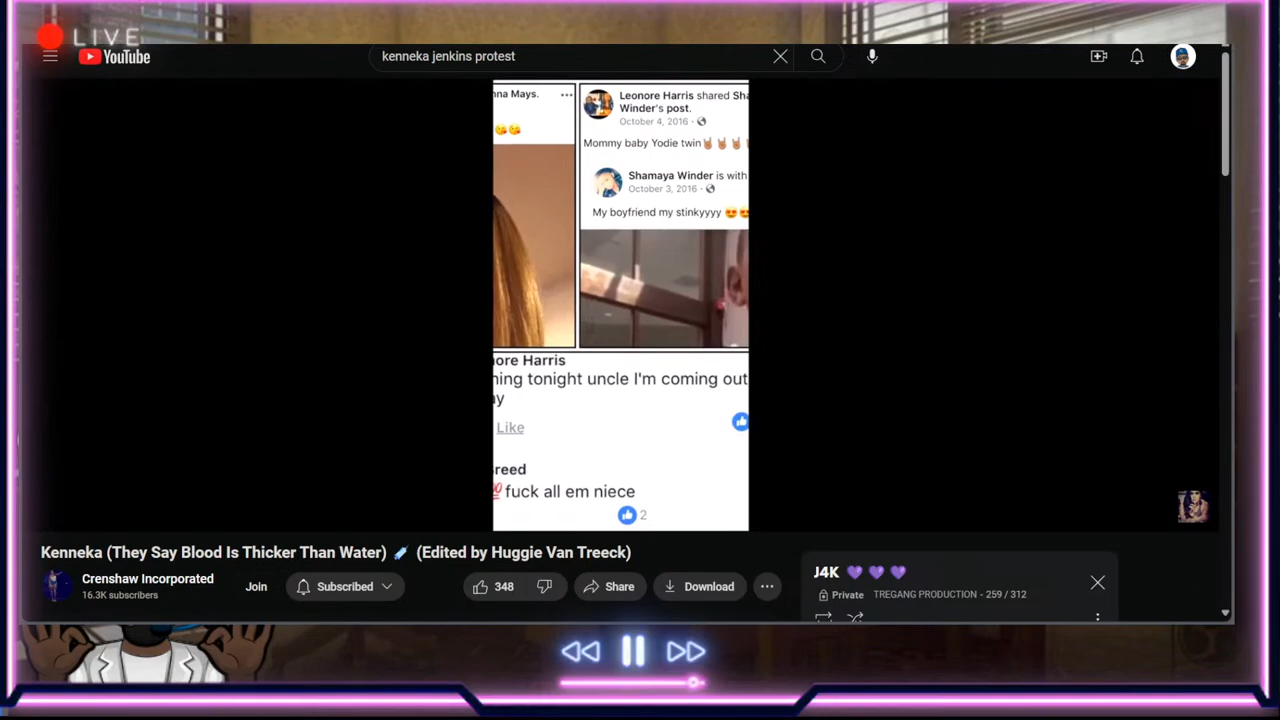 LIVE
YouTube
kenneka jenkins protest
nna Mays.
Leonore Harris shared Sha
Winder's post.
October 4, 2016
Mommy baby Yodie twin
Shamaya Winder is with
October 3, 2016
My boyfriend my stinkyyyy
ore Harris
ning tonight uncle I'm coming out
y
Like
reed
fuck all em niece
2
Kenneka (They Say Blood Is Thicker Than Water) (Edited by Huggie Van Treeck)
Crenshaw Incorporated
16.3K subscribers
Join
Subscribed
348
Share
Download
J4K
Private
TREGANG PRODUCTION - 259 / 312